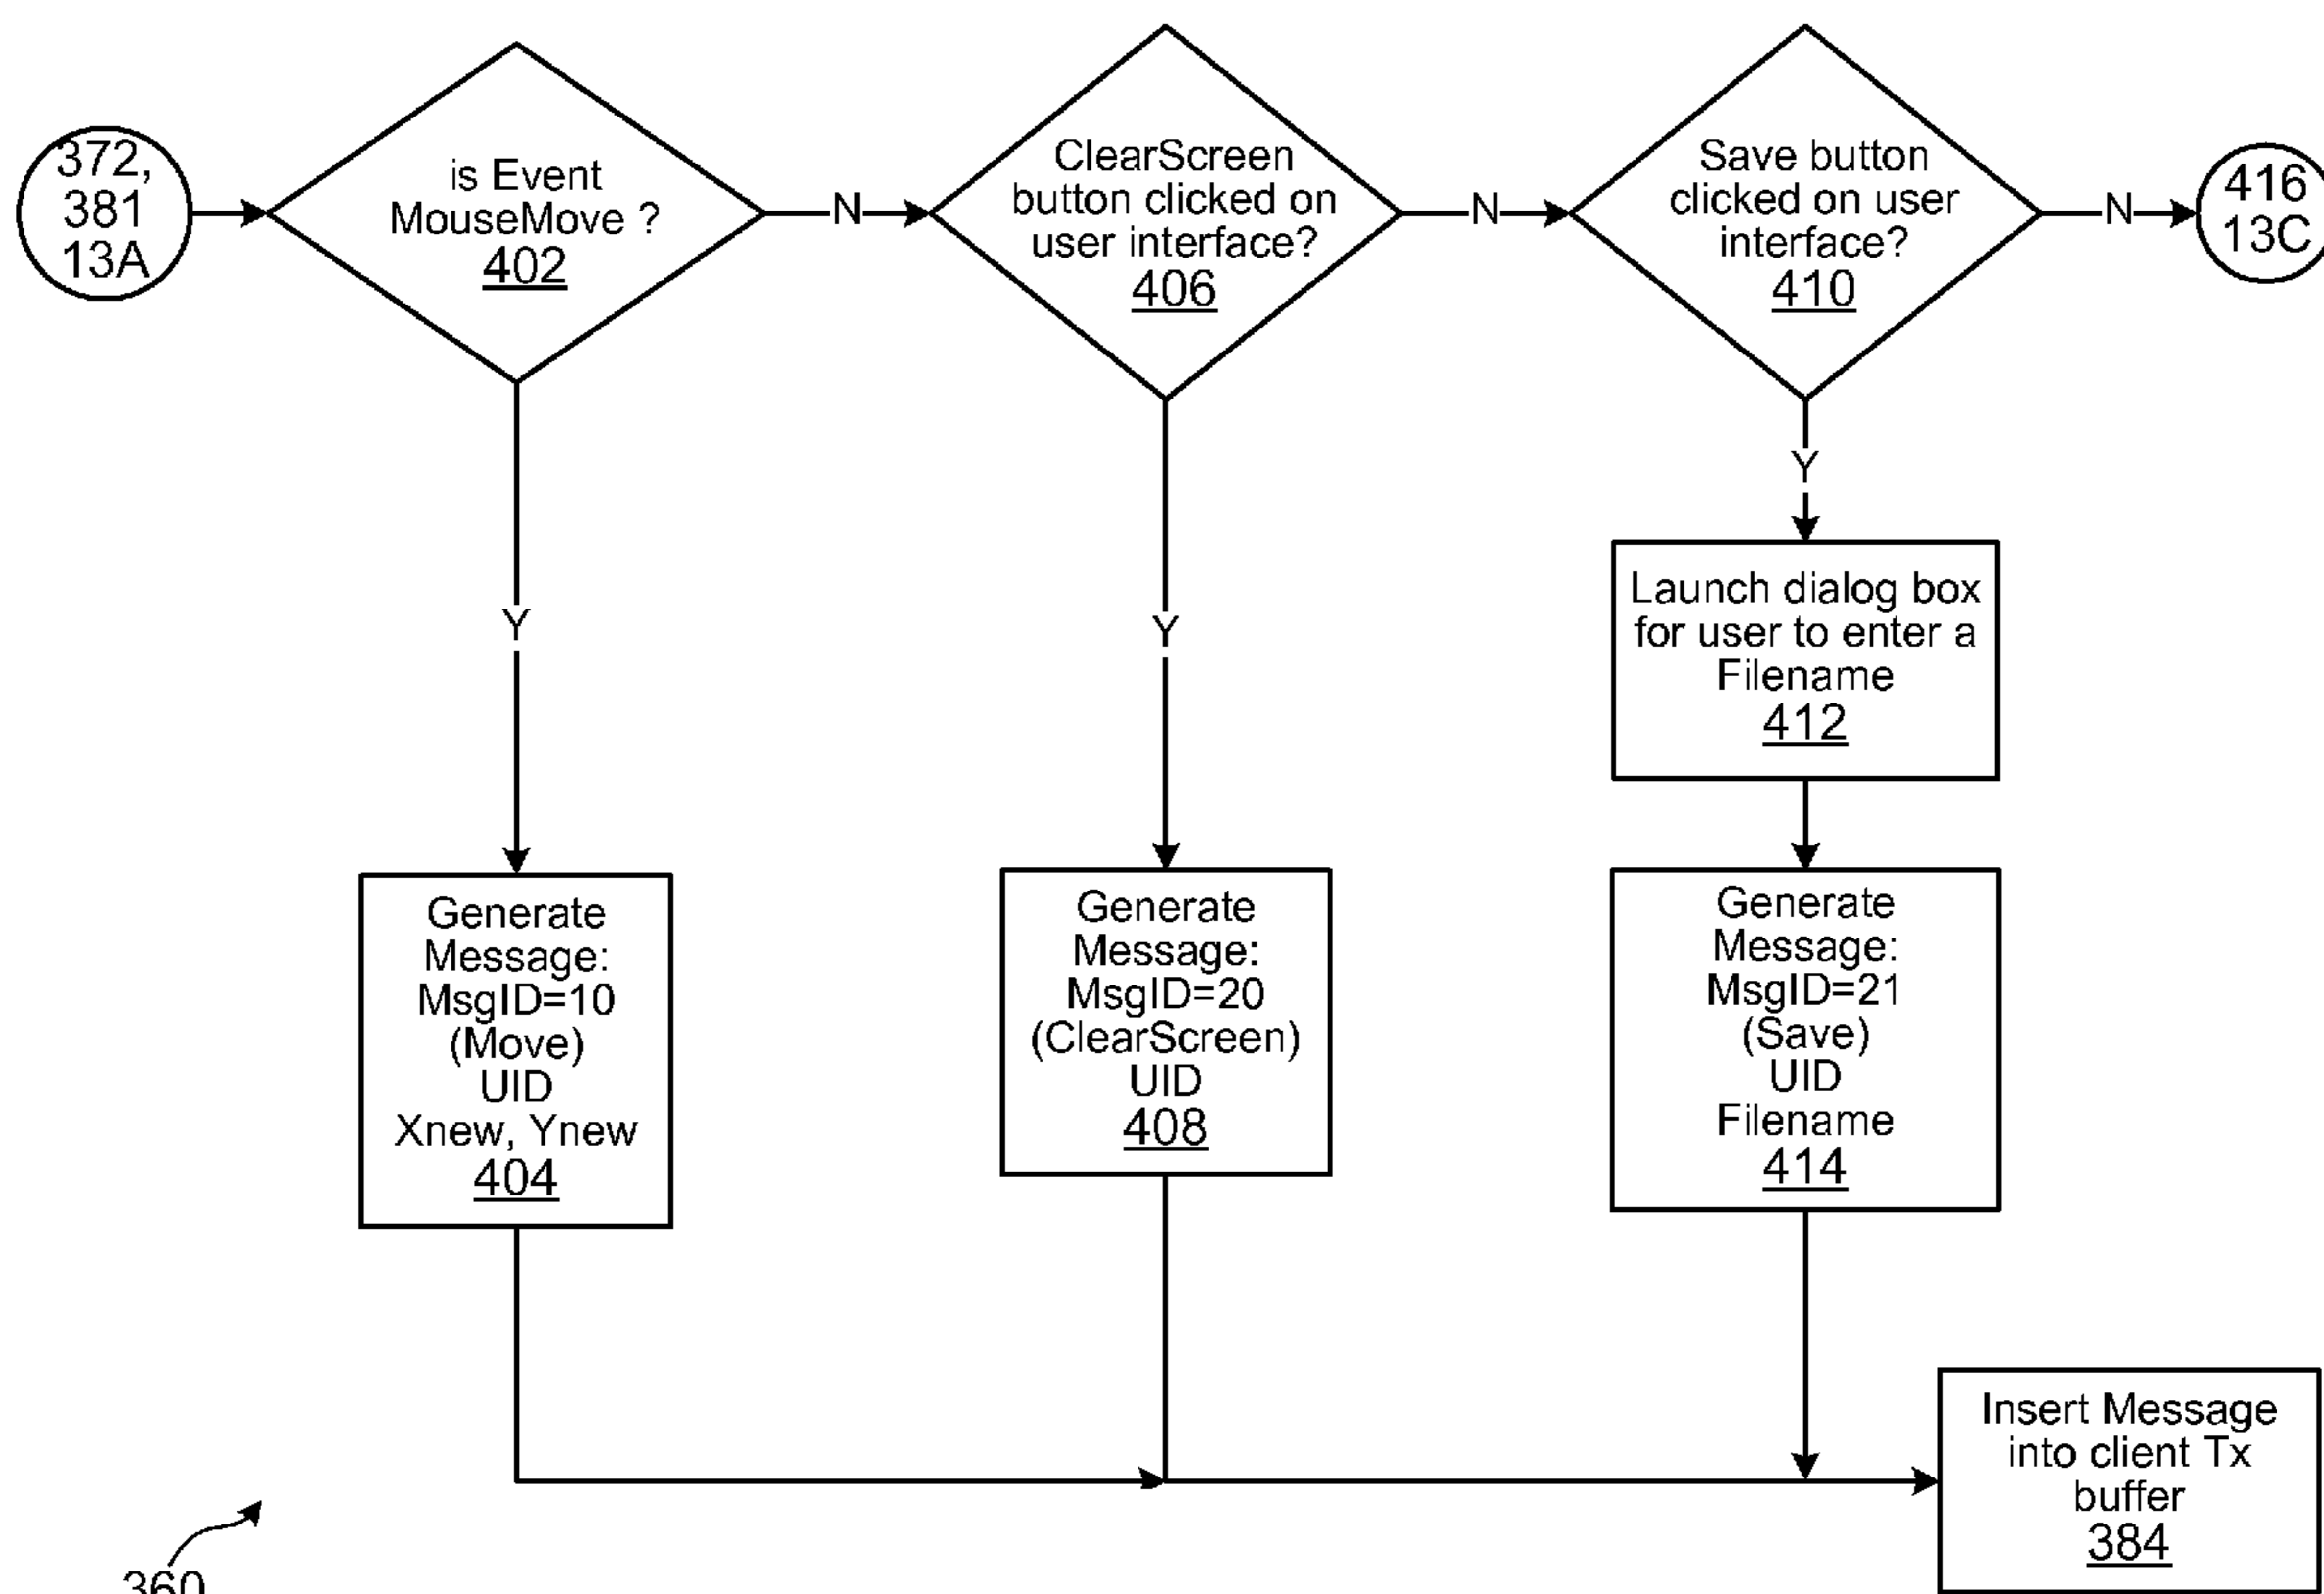 372,
381
13A
is Event
MouseMove ?
402
N
ClearScreen
button clicked on
user interface?
406
N
Save button
clicked on user
interface?
410
N
416
13C
Y
Y
Y
Launch dialog box
for user to enter a
Filename
412
Generate
Message:
MsgID=10
(Move)
UID
Xnew, Ynew
404
Generate
Message:
MsgID=20
(ClearScreen)
UID
408
Generate
Message:
MsgID=21
(Save)
UID
Filename
414
Insert Message
into client Tx
buffer
384
360